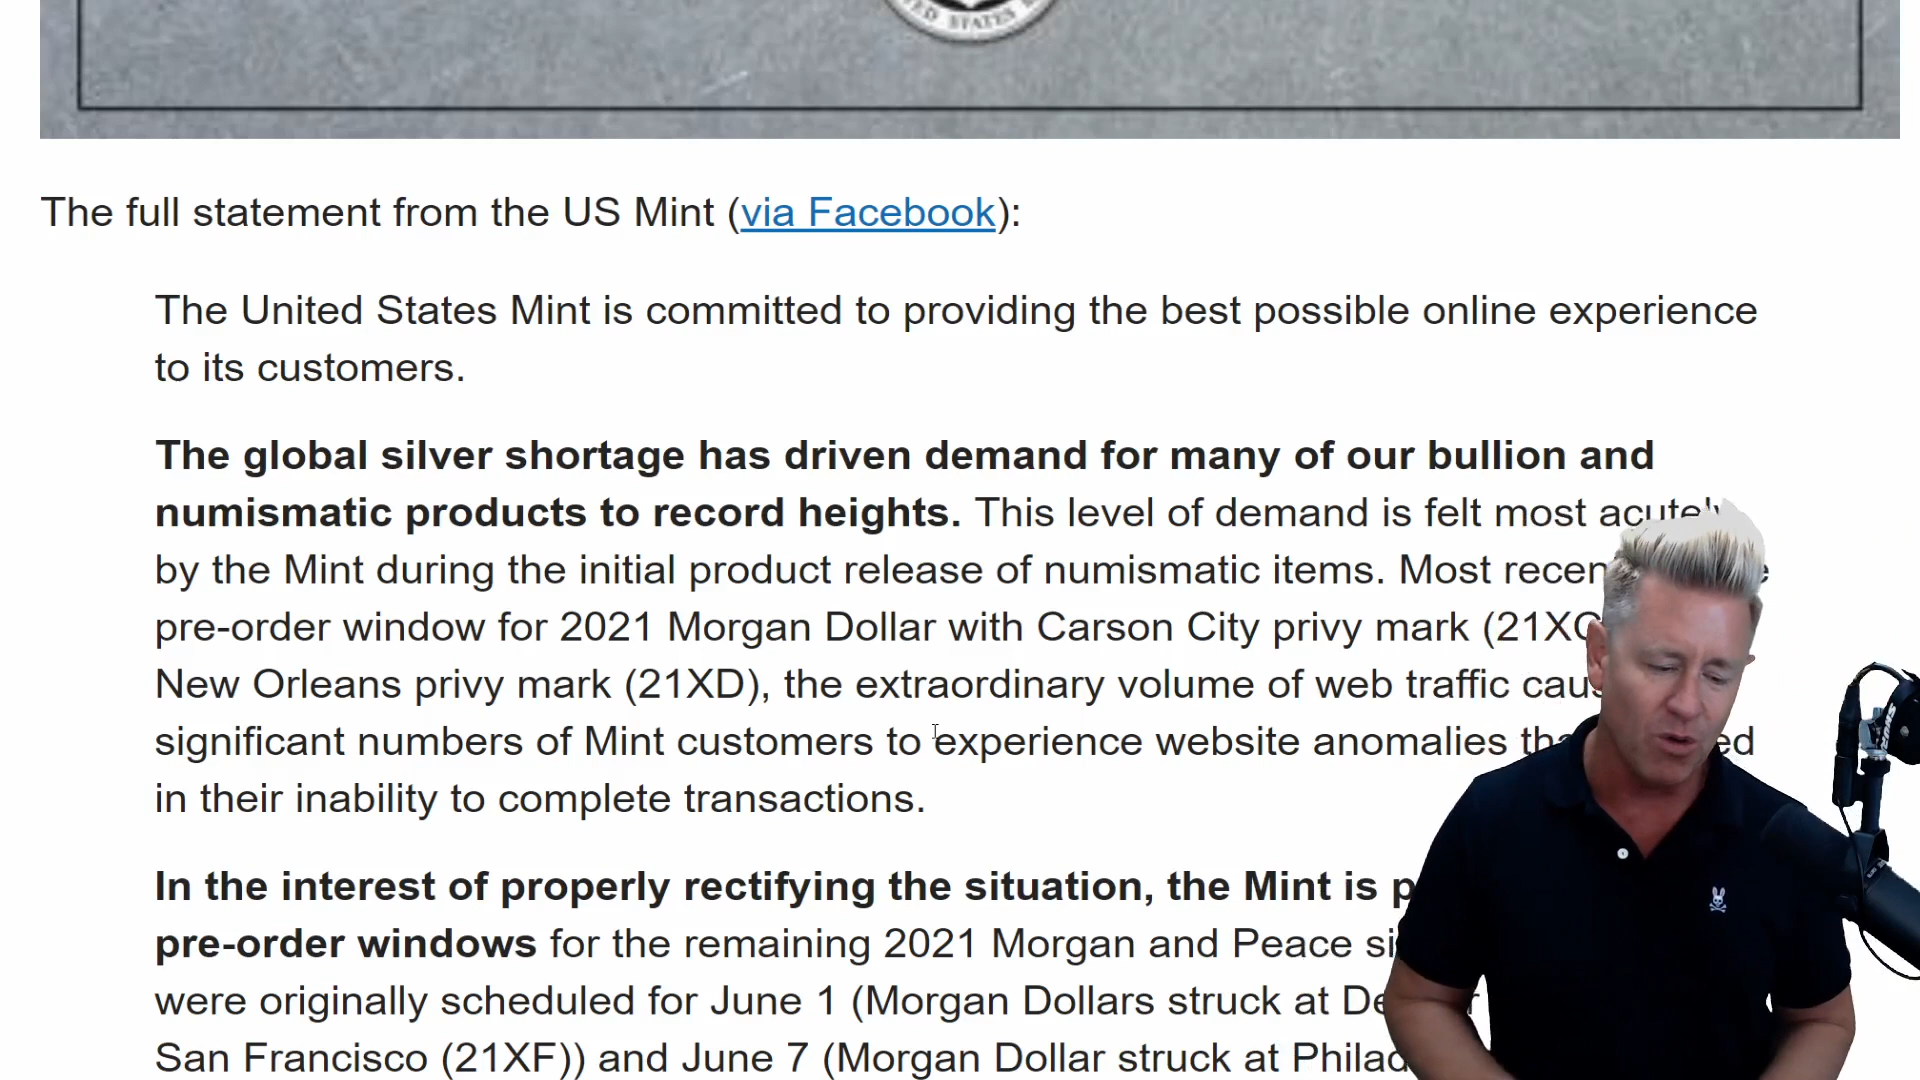 ED STATES
The full statement from the US Mint (via Facebook):
The United States Mint is committed to providing the best possible online experience
to its customers.
The global silver shortage has driven demand for many of our bullion and
numismatic products to record heights. This level of demand is felt most acutely
by the Mint during the initial product release of numismatic items. Most
pre-order window for 2021 Morgan Dollar with Carson City privy mark
New Orleans privy mark (21XD), the extraordinary volume of web traffic
significant numbers of Mint customers to experience website anomalies
in their inability to complete transactions.
In the interest of properly rectifying the situation, the Mint is
pre-order windows for the remaining 2021 Morgan and Peace
were originally scheduled for June 1 (Morgan Dollars struck at
San Francisco (21XF)) and June 7 (Morgan Dollar struck at